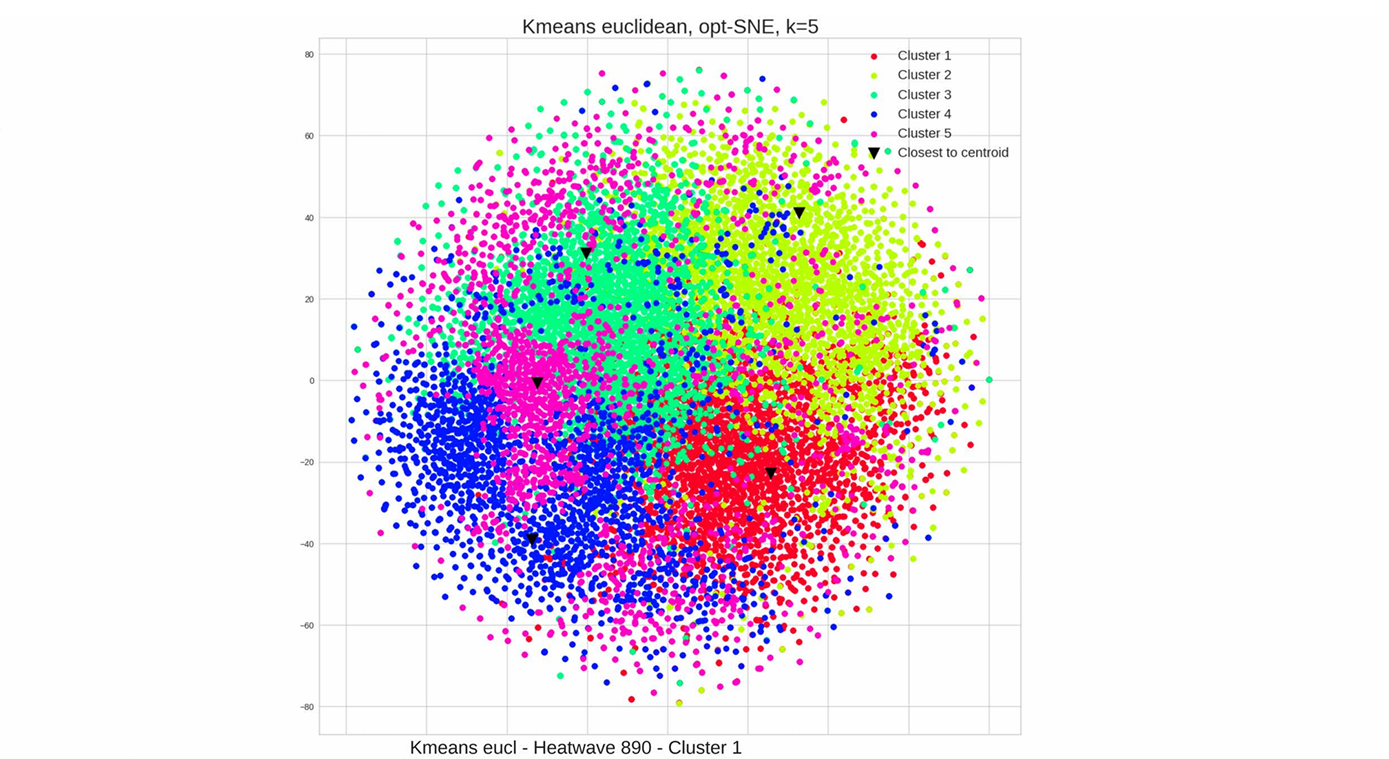 Kmeans euclidean, opt-SNE, k=5
Cluster 1
Cluster 2
Cluster 3
Cluster 4
Cluster 5
Closest to centroid
80
60
40
20
0
−20
−40
−60
−80
Kmeans eucl - Heatwave 890 - Cluster 1